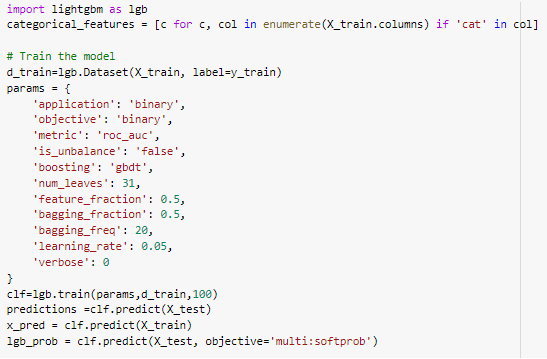 import lightgbm as lgb
categorical_features = [c for c, col in enumerate(X_train.columns) if 'cat' in col]

# Train the model
d_train=lgb.Dataset(X_train, label=y_train)
params = {
    'application': 'binary',
    'objective': 'binary',
    'metric': 'roc_auc',
    'is_unbalance': 'false',
    'boosting': 'gbdt',
    'num_leaves': 31,
    'feature_fraction': 0.5,
    'bagging_fraction': 0.5,
    'bagging_freq': 20,
    'learning_rate': 0.05,
    'verbose': 0
}
clf=lgb.train(params,d_train,100)
predictions =clf.predict(X_test)
x_pred = clf.predict(X_train)
lgb_prob = clf.predict(X_test, objective='multi:softprob')